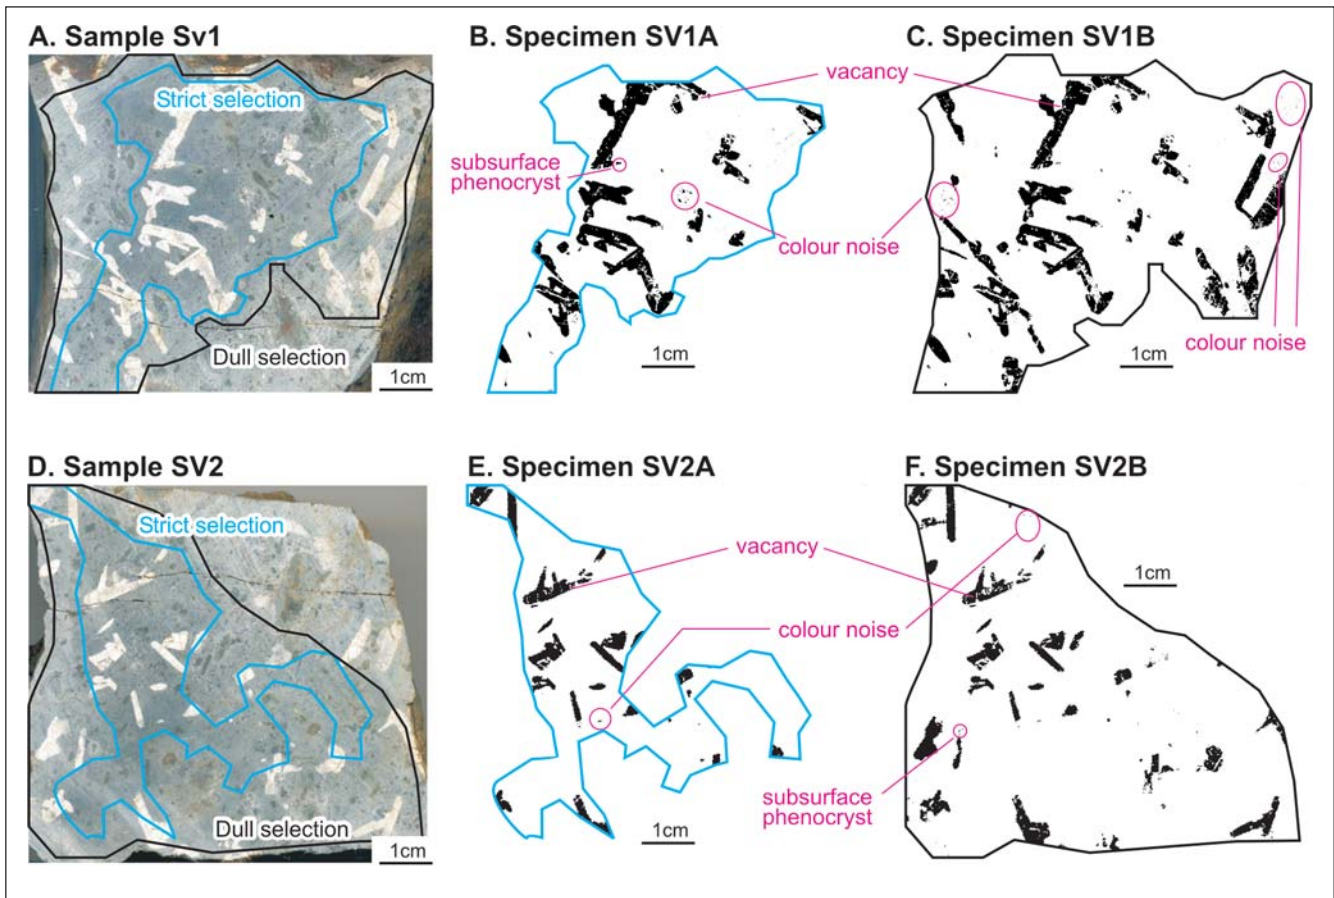 A. Sample Sv1
B. Specimen SV1A
C. Specimen SV1B
Strict selection
Dull selection
1cm
vacancy
subsurface
phenocryst
colour noise
1cm
colour noise
1cm
D. Sample SV2
E. Specimen SV2A
F. Specimen SV2B
Strict selection
Dull selection
1cm
vacancy
colour noise
1cm
1cm
subsurface
phenocryst